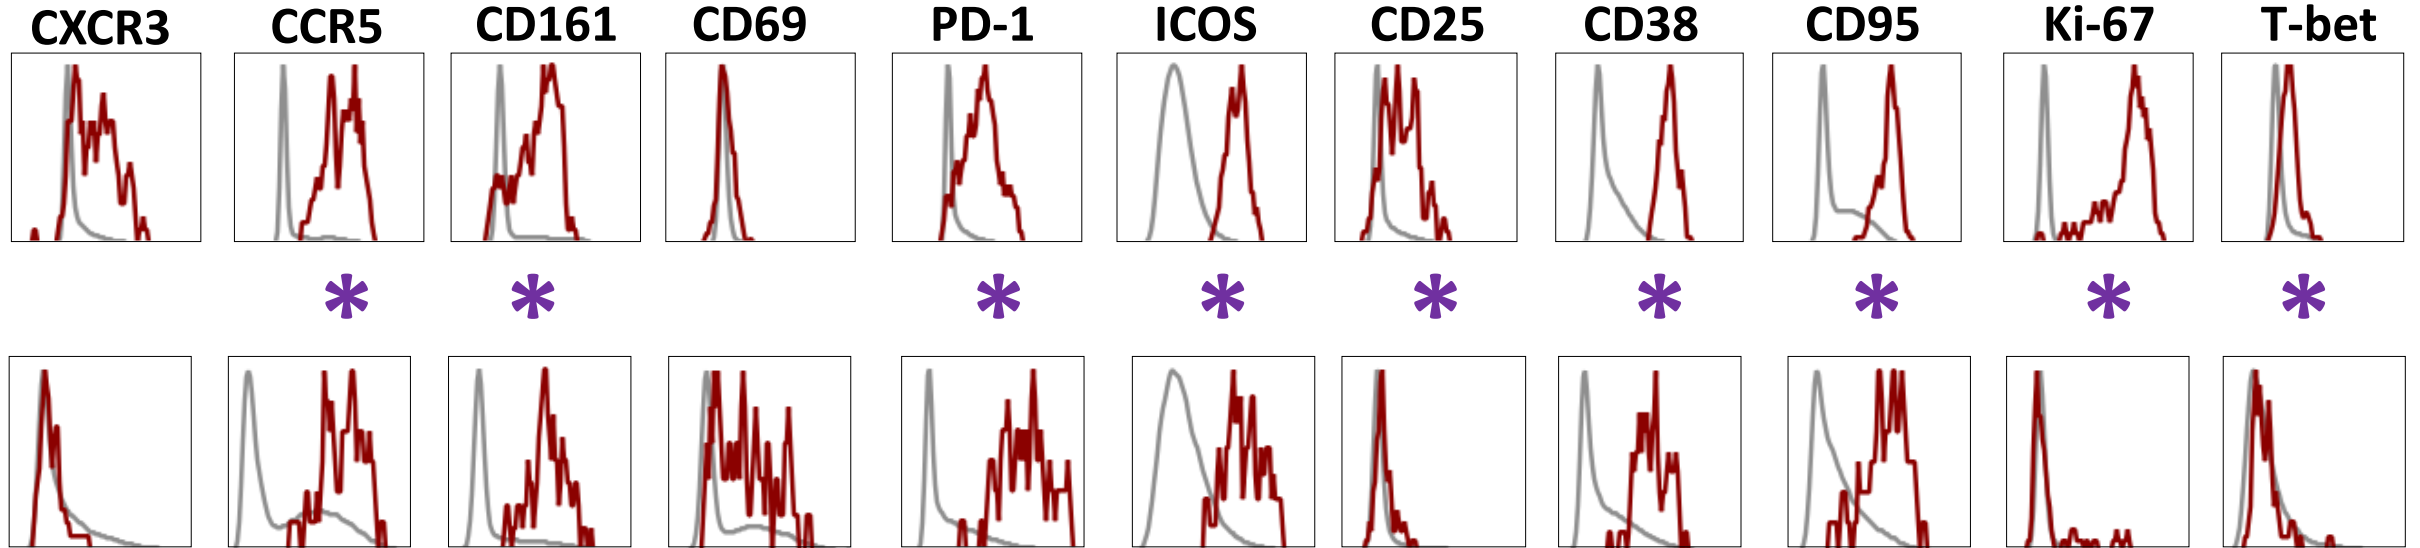 CXCR3 CCR5 CD161 CD69 PD-1 ICOS CD25 CD38 CD95 Ki-67 T-bet
* * * * * * * * *